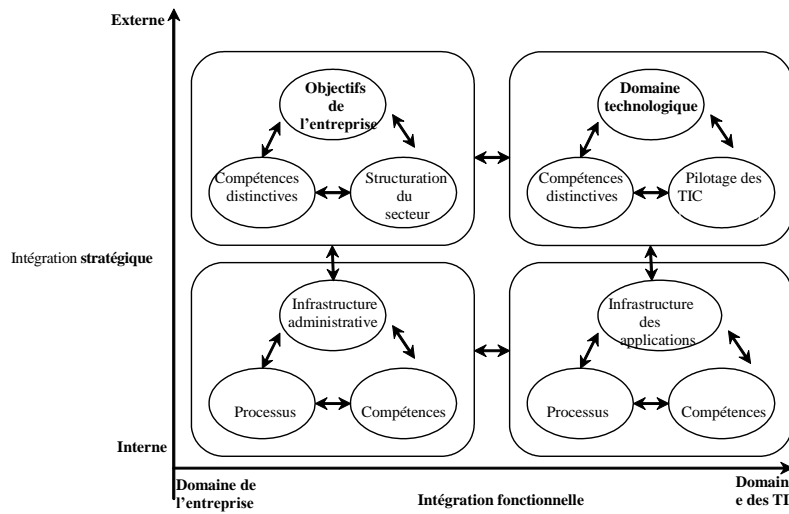 Externe
Objectifs
de
l'entreprise
Domaine
technologique
Compétences
distinctives
Structuration
du
secteur
Compétences
distinctives
Pilotage des
TIC
Intégration stratégique
Infrastructure
administrative
Infrastructure
des
applications
Processus
Compétences
Processus
Compétences
Interne
Domaine de
l'entreprise
Intégration fonctionnelle
Domain
e des TI